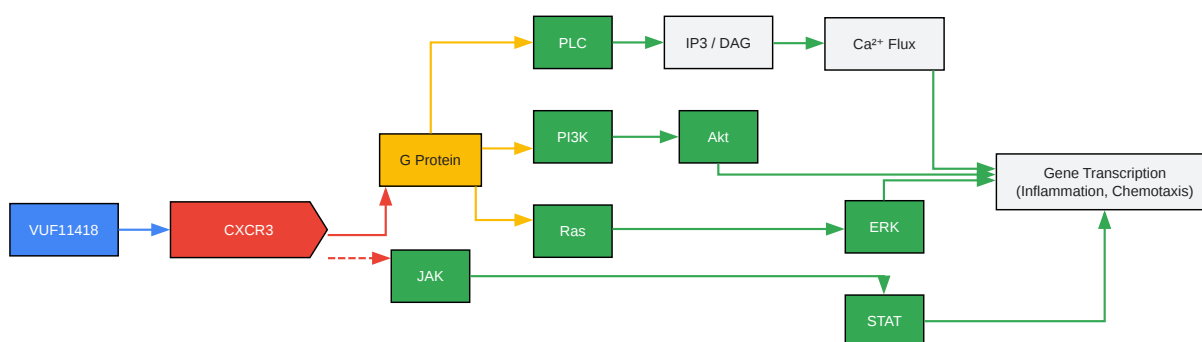 PLC
IP3 / DAG
Ca²⁺ Flux
PI3K
Akt
G Protein
Gene Transcription
(Inflammation, Chemotaxis)
VUF11418
CXCR3
Ras
ERK
JAK
STAT